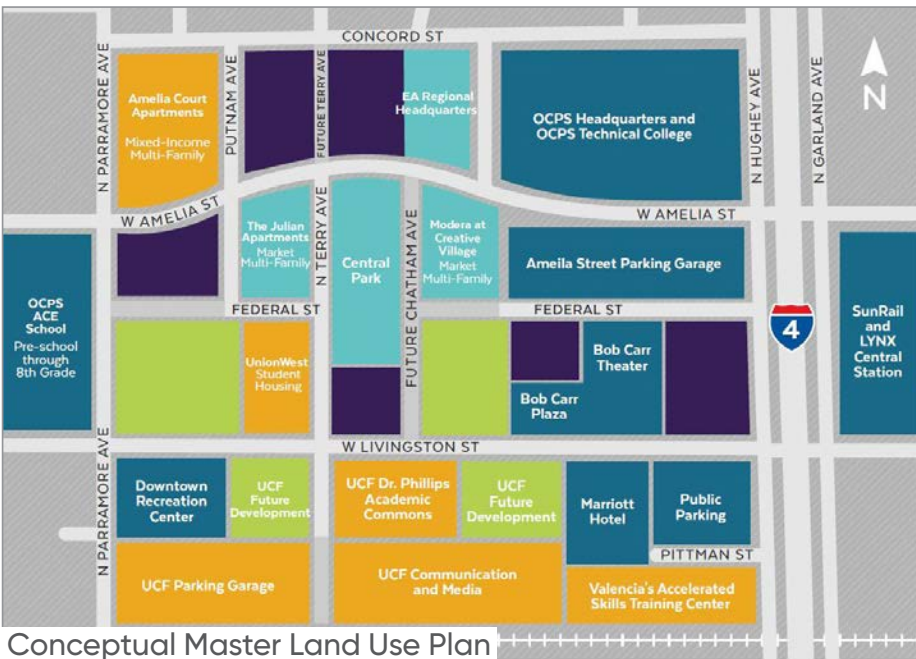 CONCORD ST
N PARRAMORE AVE
PUTNAM AVE
FUTURE TERRY AVE
N HUGHEY AVE
N GARLAND AVE
N
Amelia Court
Apartments
Mixed-Income
Multi-Family
EA Regional
Headquarters
OCPS Headquarters and
OCPS Technical College
W AMELIA ST
W AMELIA ST
OCPS
ACE
School
Pre-school
through
8th Grade
The Julian
Apartments
Market
Multi-Family
N TERRY AVE
Central
Park
FUTURE CHATHAM AVE
Modera at
Creative
Village
Market
Multi-Family
Ameila Street Parking Garage
FEDERAL ST
FEDERAL ST
4
SunRail
and
LYNX
Central
Station
UnionWest
Student
Housing
Bob Carr
Theater
Bob Carr
Plaza
W LIVINGSTON ST
N PARRAMORE AVE
Downtown
Recreation
Center
UCF
Future
Development
UCF Dr. Phillips
Academic
Commons
UCF
Future
Development
Marriott
Hotel
Public
Parking
PITTMAN ST
UCF Parking Garage
UCF Communication
and Media
Valencia's Accelerated
Skills Training Center
Conceptual Master Land Use Plan